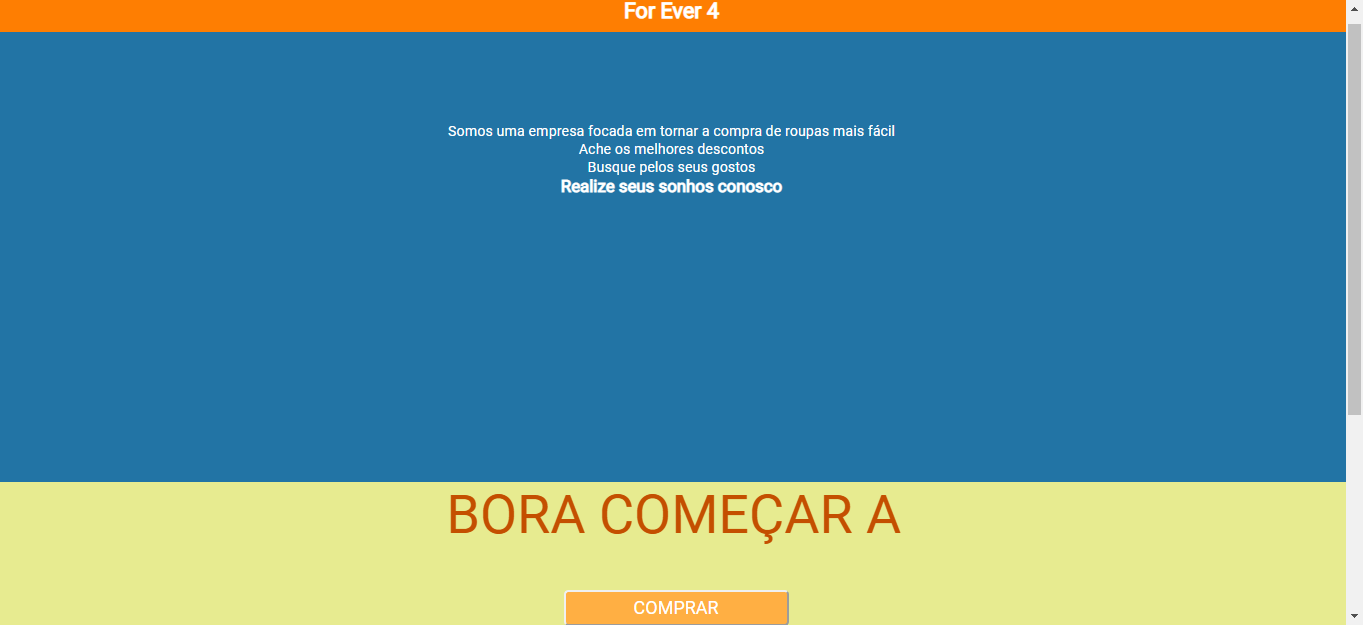 For Ever 4
Somos uma empresa focada em tornar a compra de roupas mais fácil
Ache os melhores descontos
Busque pelos seus gostos
Realize seus sonhos conosco
BORA COMEÇAR A
COMPRAR